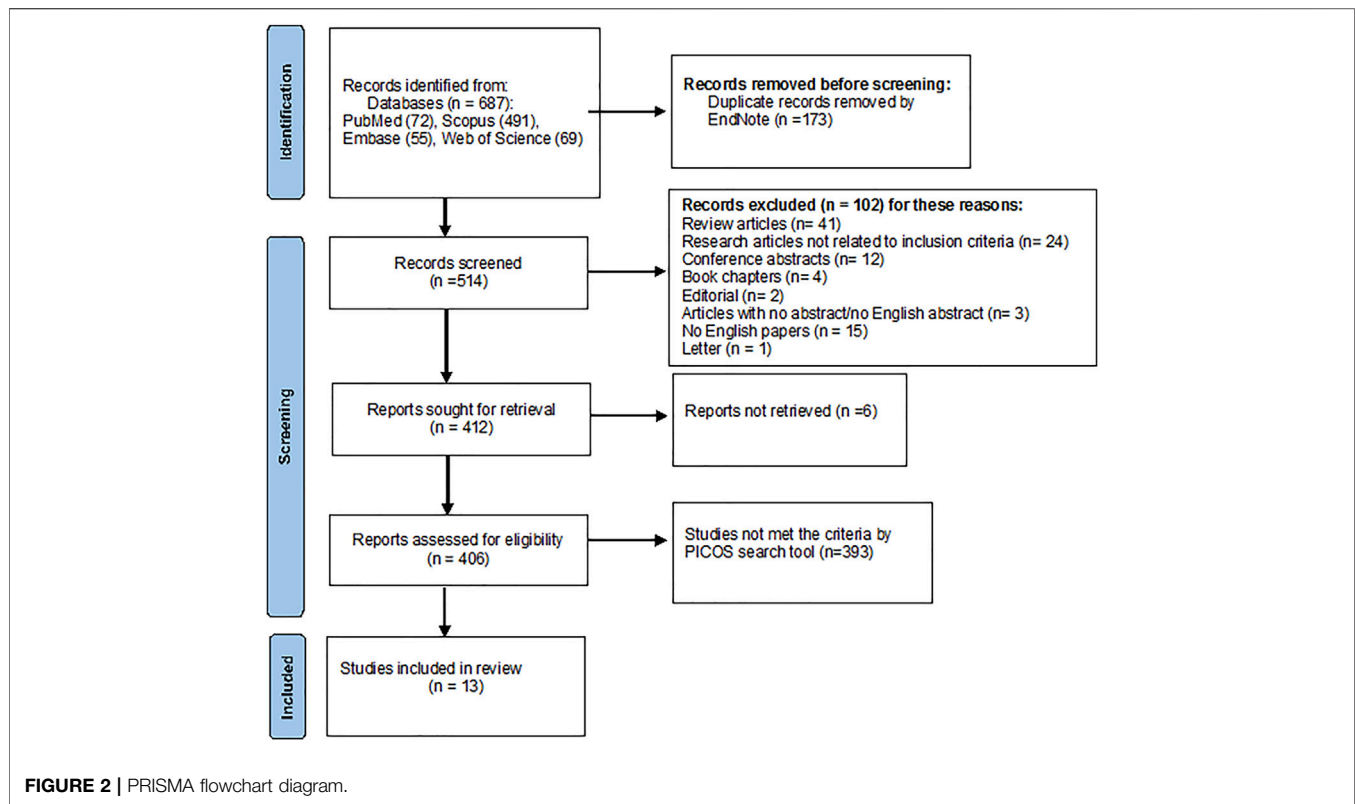 Identification
Records identified from:
Databases (n = 687):
PubMed (72), Scopus (491),
Embase (55), Web of Science (69)
Records removed before screening:
Duplicate records removed by
EndNote (n =173)
Screening
Records screened
(n =514)
Records excluded (n = 102) for these reasons:
Review articles (n= 41)
Research articles not related to inclusion criteria (n= 24)
Conference abstracts (n= 12)
Book chapters (n= 4)
Editorial (n= 2)
Articles with no abstract/no English abstract (n= 3)
No English papers (n = 15)
Letter (n = 1)
Reports sought for retrieval
(n = 412)
Reports not retrieved (n =6)
Reports assessed for eligibility
(n = 406)
Studies not met the criteria by
PICOS search tool (n=393)
Included
Studies included in review
(n = 13)
FIGURE 2 | PRISMA flowchart diagram.